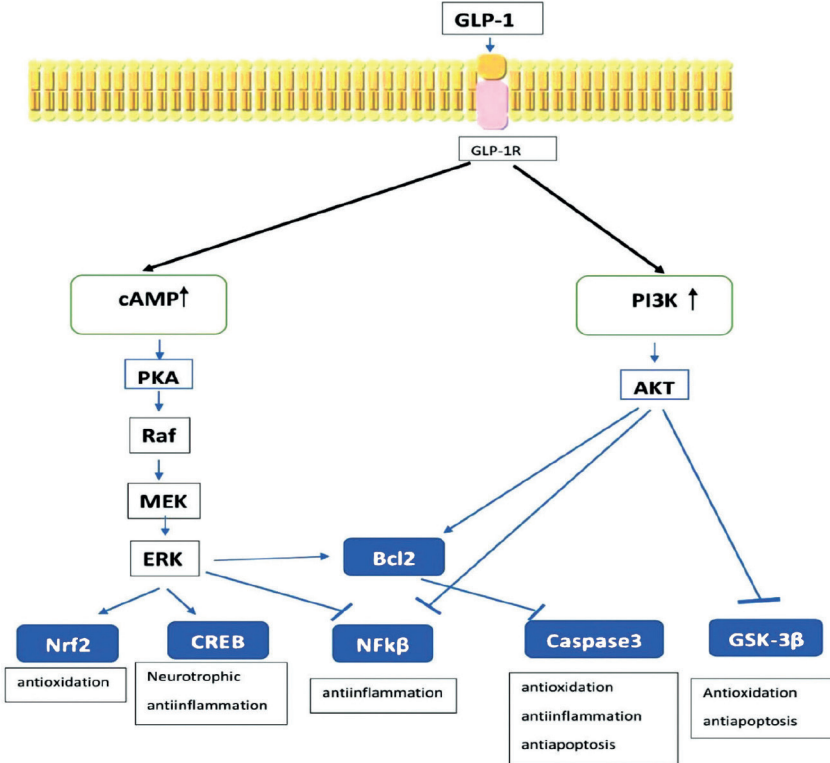 GLP-1
GLP-1R
cAMP↑
PI3K ↑
PKA
AKT
Raf
MEK
ERK
Bcl2
Nrf2
CREB
NFkβ
Caspase3
GSK-3β
antioxidation
Neurotrophic
antiinflammation
antiinflammation
antioxidation
antiinflammation
antiapoptosis
Antioxidation
antiapoptosis